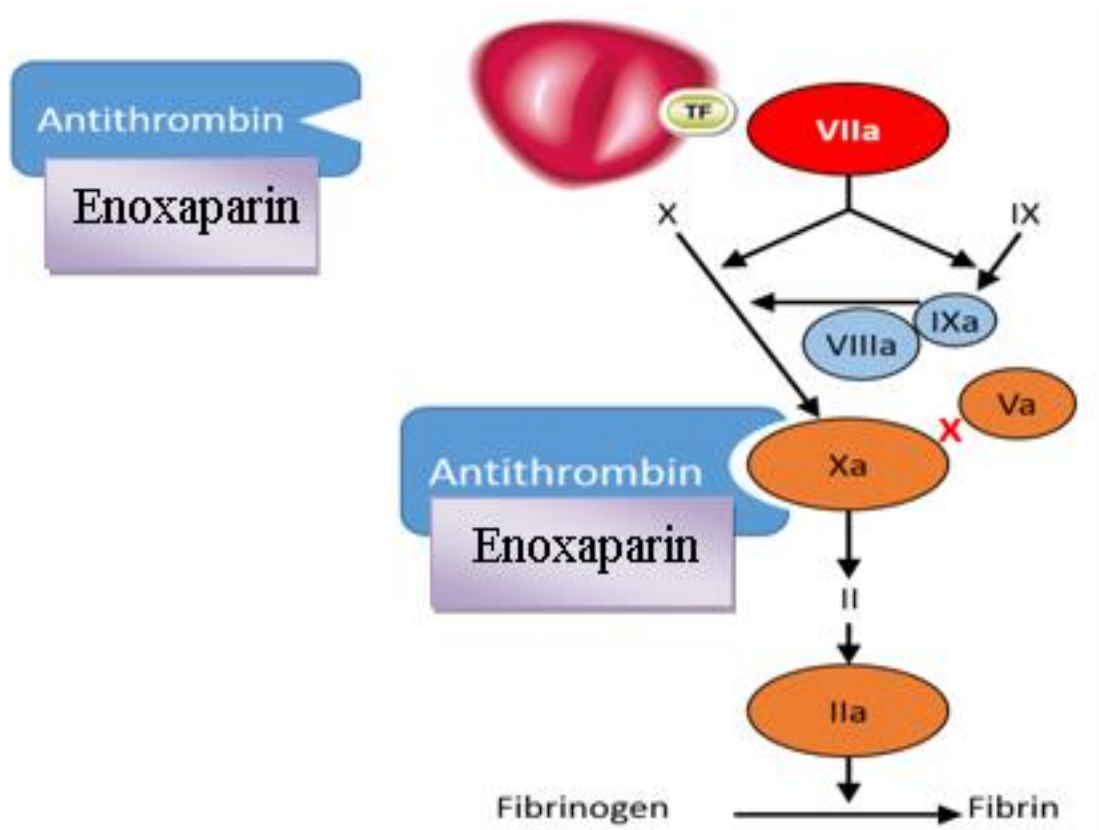 TF
VIIa
Antithrombin
Enoxaparin
X
IX
IXa
VIIIa
Va
X
Xa
Antithrombin
Enoxaparin
II
IIa
Fibrinogen
Fibrin